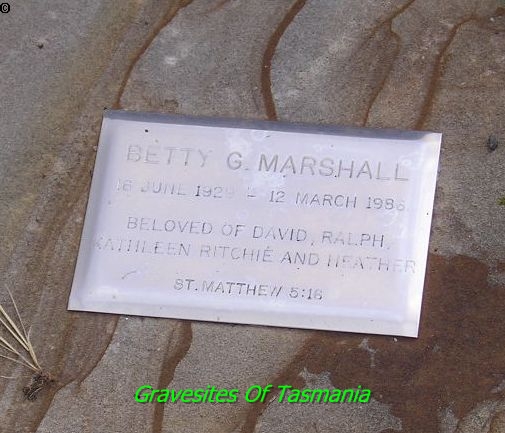 ©
BETTY G. MARSHALL
16 JUNE 1929 - 12 MARCH 1986
BELOVED OF DAVID, RALPH,
KATHLEEN RITCHIE AND HEATHER
ST. MATTHEW 5:16
Gravesites Of Tasmania